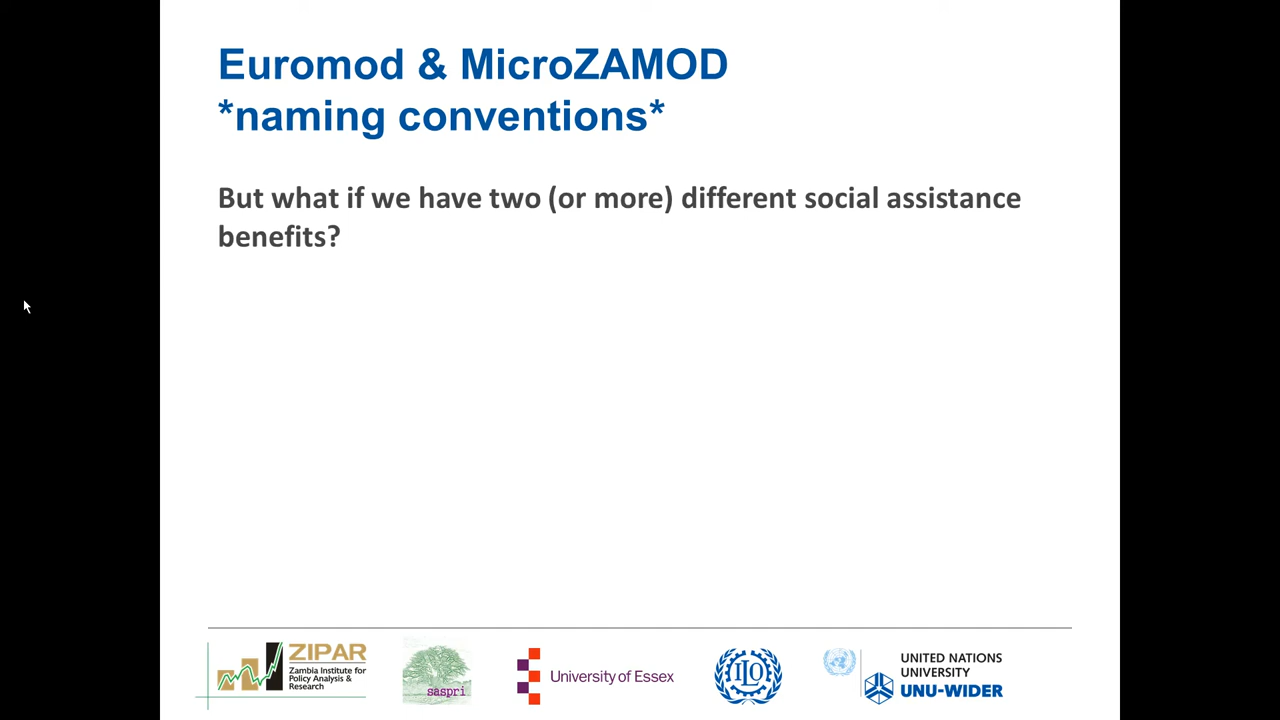 Euromod & MicroZAMOD
*naming conventions*
But what if we have two (or more) different social assistance
benefits?
ZIPAR
Zambia Institute for
Policy Analysis &
Research
saspri
University of Essex
ILO
UNITED NATIONS
UNIVERSITY
UNU-WIDER